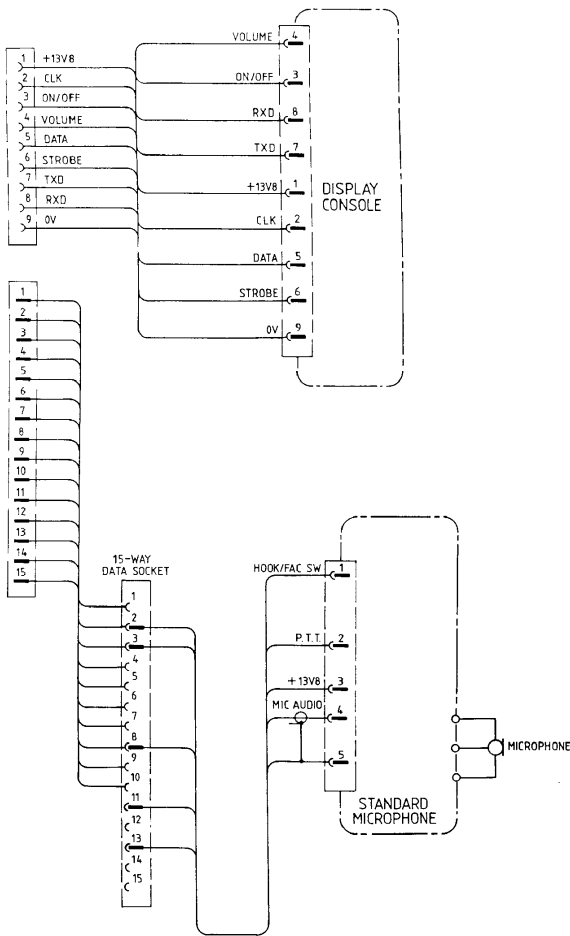 VOLUME 4
1 +13V8
2 CLK
3 ON/OFF
4 VOLUME
5 DATA
6 STROBE
7 TXD
8 RXD
9 0V
ON/OFF 3
RXD 8
TXD 7
+13V8 1
CLK 2
DATA 5
STROBE 6
0V 9
DISPLAY
CONSOLE
1
2
3
4
5
6
7
8
9
10
11
12
13
14
15
15-WAY
DATA SOCKET
1
2
3
4
5
6
7
8
9
10
11
12
13
14
15
HOOK/FAC SW 1
P.T.T. 2
+13V8 3
MIC AUDIO 4
5
MICROPHONE
STANDARD
MICROPHONE